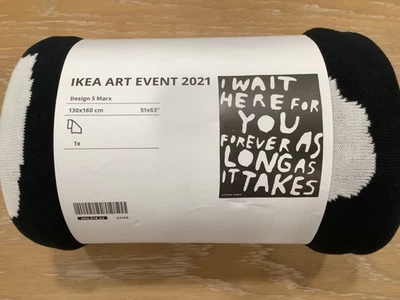 IKEA ART EVENT 2021
Design S Marx
130x160 cm 51x63"
1x
I WAIT
HERE FOR
YOU
FOREVER AS
LONG AS
IT TAKES